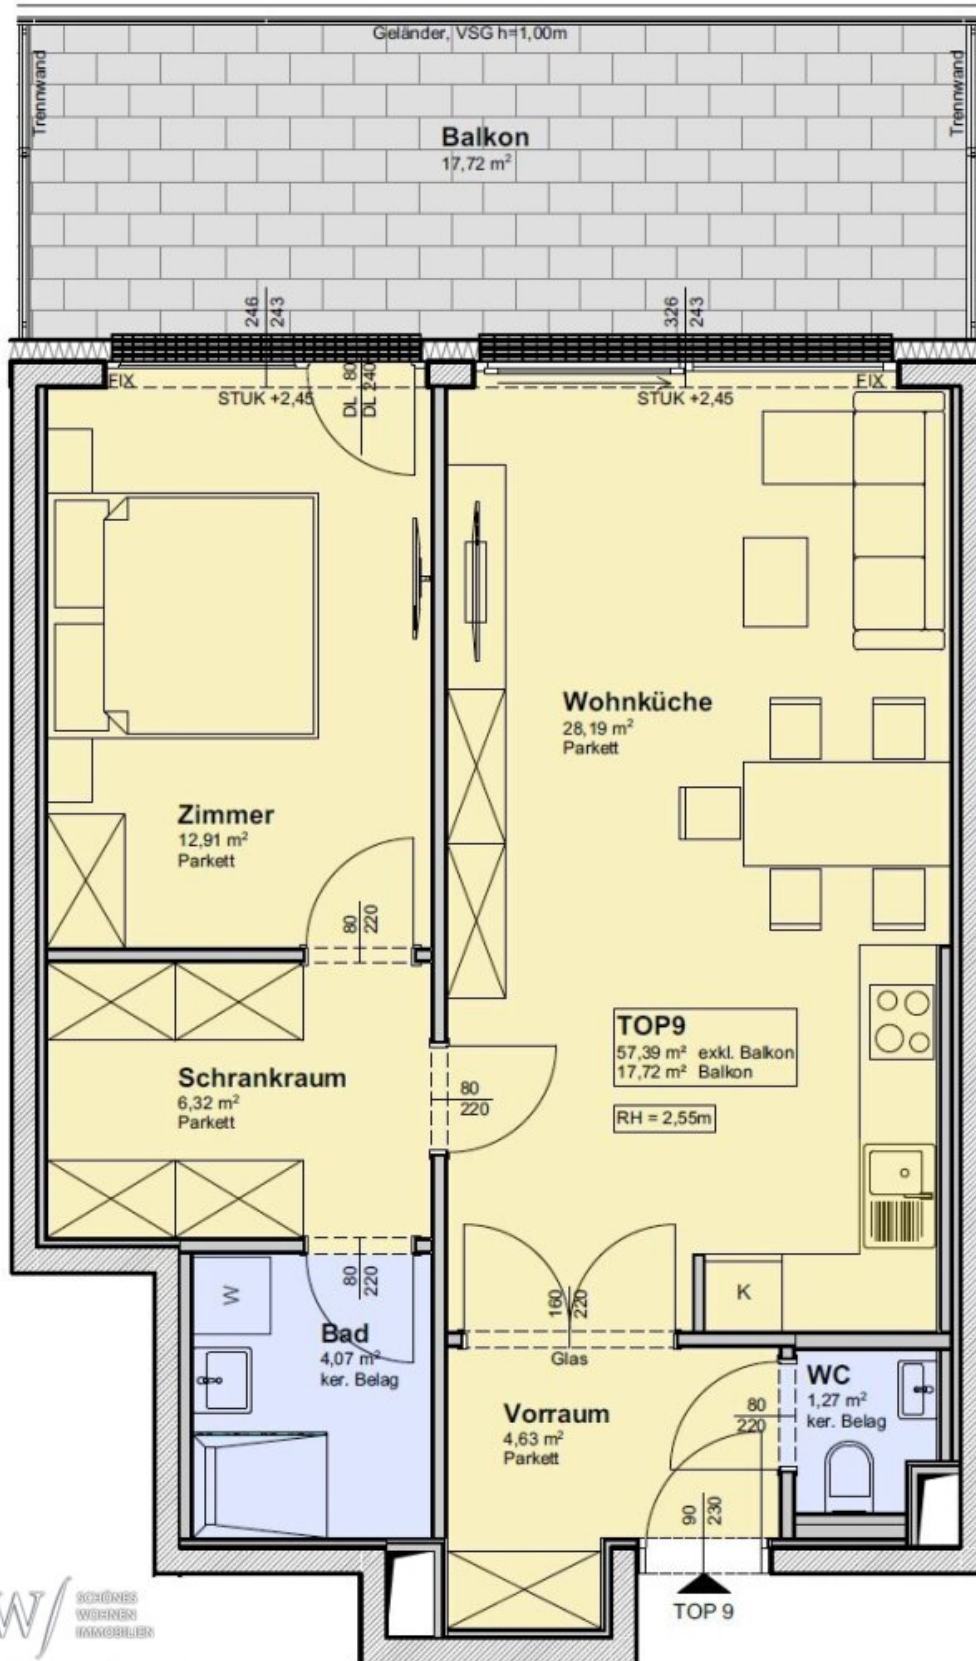 Geländer, VSG h=1,00m
Trennwand
Trennwand
Balkon
17,72 m²
246
243
326
243
FIX
STUK +2,45
DL 80
DL 240
STUK +2,45
FIX
Wohnküche
28,19 m²
Parkett
Zimmer
12,91 m²
Parkett
80
220
TOP9
57,39 m² exkl. Balkon
17,72 m² Balkon
RH = 2,55m
Schrankraum
6,32 m²
Parkett
80
220
80
220
W
160
220
K
Bad
4,07 m²
ker. Belag
Glas
WC
1,27 m²
ker. Belag
Vorraum
4,63 m²
Parkett
80
220
90
230
TOP 9
W
SCHÖNES
WOHNEN
IMMOBILIEN